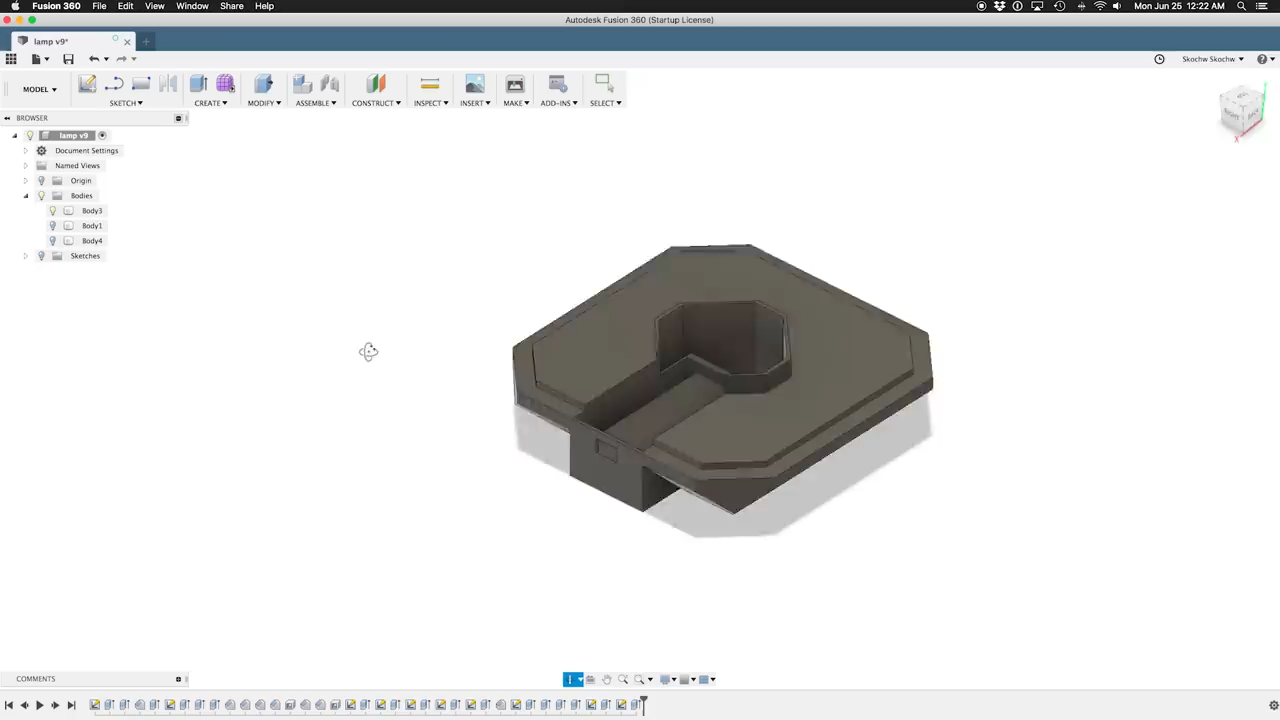 Fusion 360 File Edit View Window Share Help Mon Jun 25 12:22 AM
Autodesk Fusion 360 (Startup License)
lamp v9*
Skochw Skochw
MODEL SKETCH CREATE MODIFY ASSEMBLE CONSTRUCT INSPECT INSERT MAKE ADD-INS SELECT
BROWSER
lamp v9
Document Settings
Named Views
Origin
Bodies
Body3
Body1
Body4
Sketches
RIGHT BACK
X
COMMENTS